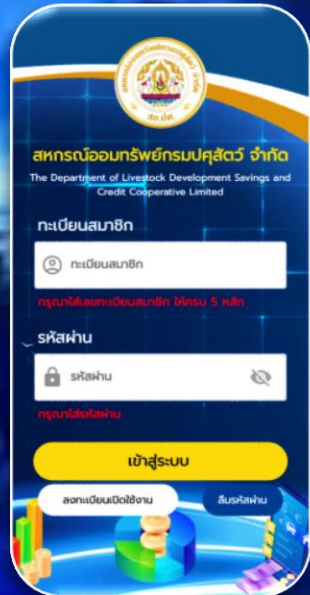 สอ.ปศ.
สหกรณ์ออมทรัพย์กรมปศุสัตว์ จำกัด
The Department of Livestock Development Savings and
Credit Cooperative Limited
ทะเบียนสมาชิก
ทะเบียนสมาชิก
กรุณาใส่เลขทะเบียนสมาชิก ให้ครบ 5 หลัก
รหัสผ่าน
รหัสผ่าน
กรุณาใส่รหัสผ่าน
เข้าสู่ระบบ
ลงทะเบียนเปิดใช้งาน
ลืมรหัสผ่าน